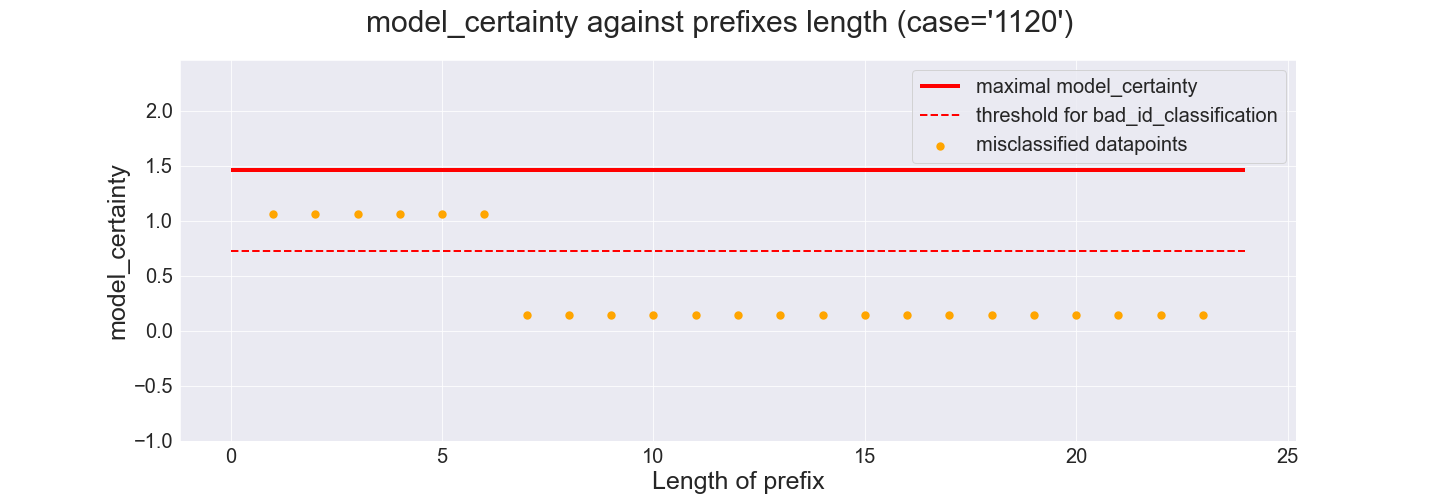 model_certainty against prefixes length (case='1120')
maximal model_certainty
threshold for bad_id_classification
misclassified datapoints
model_certainty
2.0
1.5
1.0
0.5
0.0
−0.5
−1.0
0 5 10 15 20 25
Length of prefix